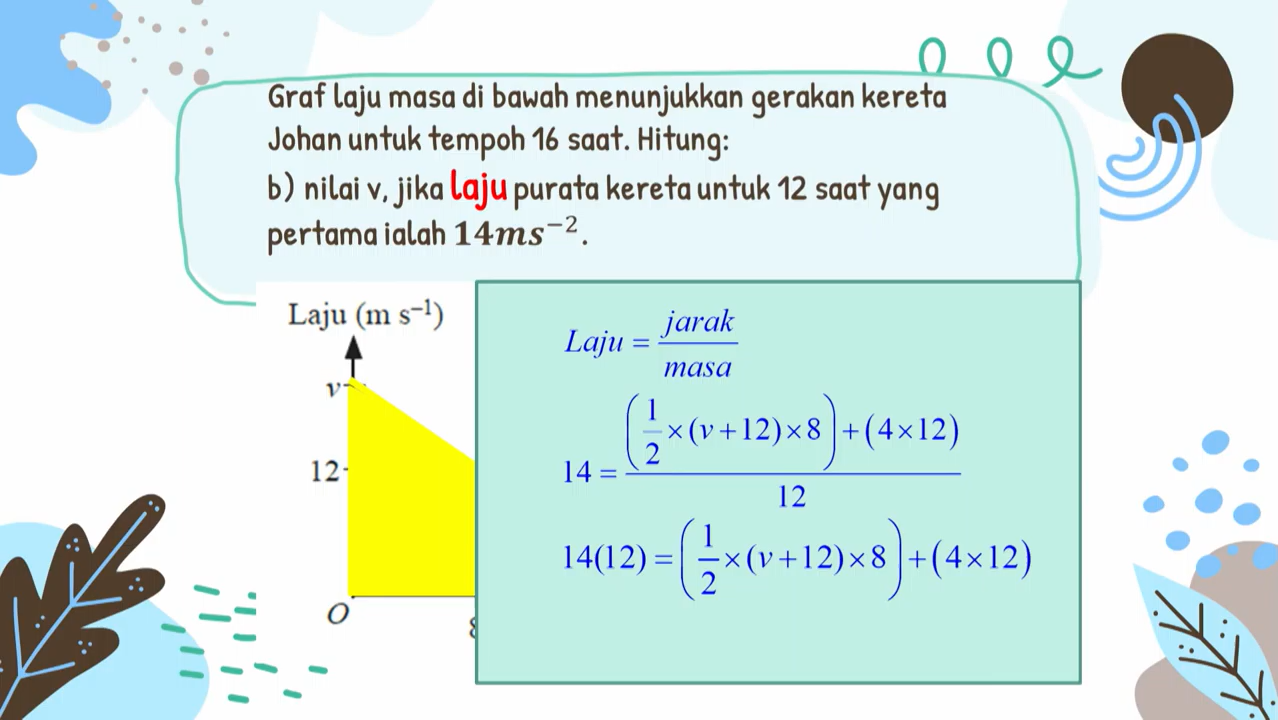 Graf laju masa di bawah menunjukkan gerakan kereta
Johan untuk tempoh 16 saat. Hitung:
b) nilai v, jika laju purata kereta untuk 12 saat yang
pertama ialah 14ms⁻².
Laju (m s⁻¹)
v
12
O
Laju = jarak/masa
14 = ((1/2 × (v + 12) × 8) + (4 × 12))/12
14(12) = (1/2 × (v + 12) × 8) + (4 × 12)